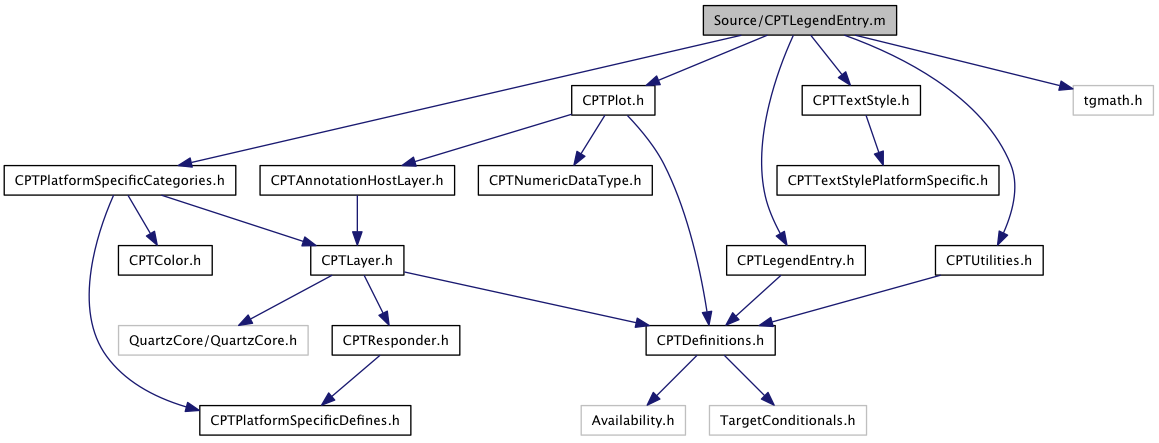 Source/CPTLegendEntry.m
CPTPlot.h
CPTTextStyle.h
tgmath.h
CPTPlatformSpecificCategories.h
CPTAnnotationHostLayer.h
CPTNumericDataType.h
CPTTextStylePlatformSpecific.h
CPTColor.h
CPTLayer.h
CPTLegendEntry.h
CPTUtilities.h
QuartzCore/QuartzCore.h
CPTResponder.h
CPTDefinitions.h
CPTPlatformSpecificDefines.h
Availability.h
TargetConditionals.h